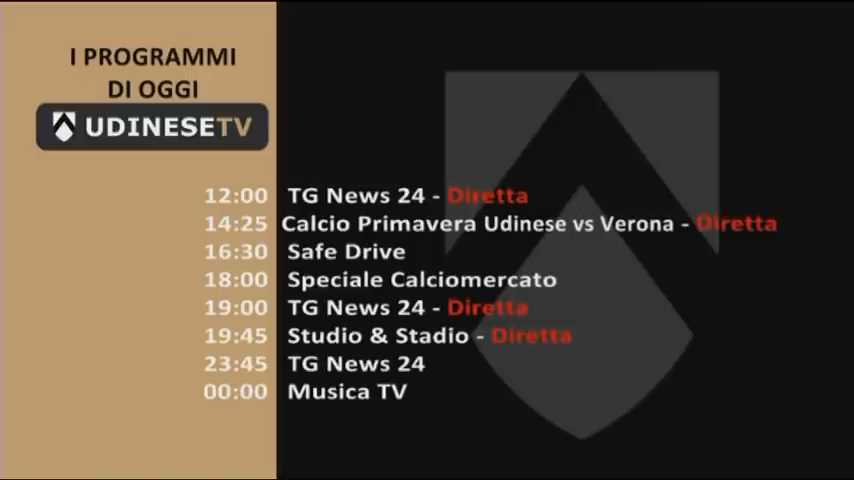 I PROGRAMMI
DI OGGI
UDINESETV
12:00 TG News 24 - Diretta
14:25 Calcio Primavera Udinese vs Verona - Diretta
16:30 Safe Drive
18:00 Speciale Calciomercato
19:00 TG News 24 - Diretta
19:45 Studio & Stadio - Diretta
23:45 TG News 24
00:00 Musica TV